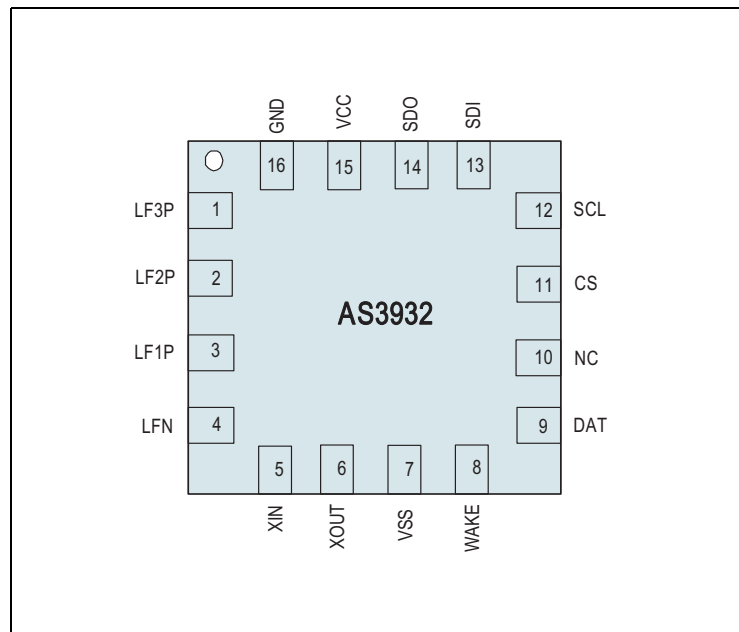 GND VCC SDO SDI
16 15 14 13
LF3P 1 12 SCL
LF2P 2 11 CS
AS3932
LF1P 3 10 NC
LFN 4 9 DAT
5 6 7 8
XIN XOUT VSS WAKE